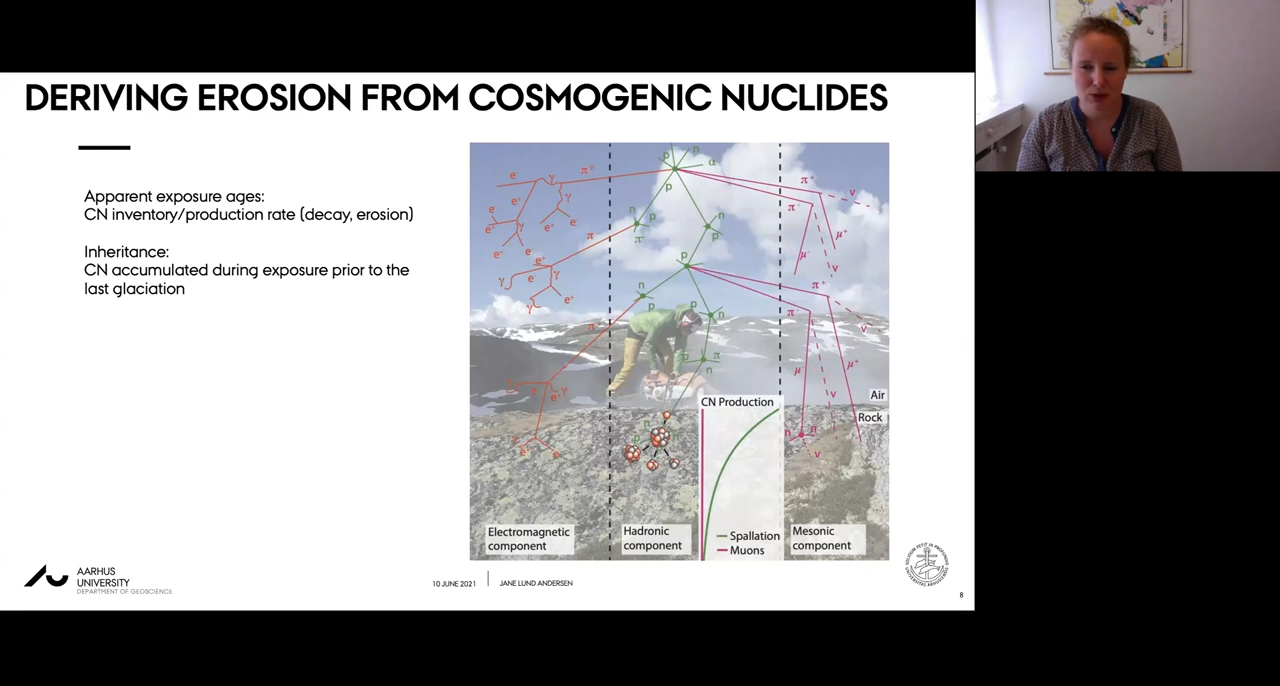 DERIVING EROSION FROM COSMOGENIC NUCLIDES
Apparent exposure ages:
CN inventory/production rate (decay, erosion)
Inheritance:
CN accumulated during exposure prior to the
last glaciation
CN Production
Air
Rock
Spallation
Muons
Electromagnetic
component
Hadronic
component
Mesonic
component
AARHUS
UNIVERSITY
DEPARTMENT OF GEOSCIENCE
10 JUNE 2021
JANE LUND ANDERSEN
8